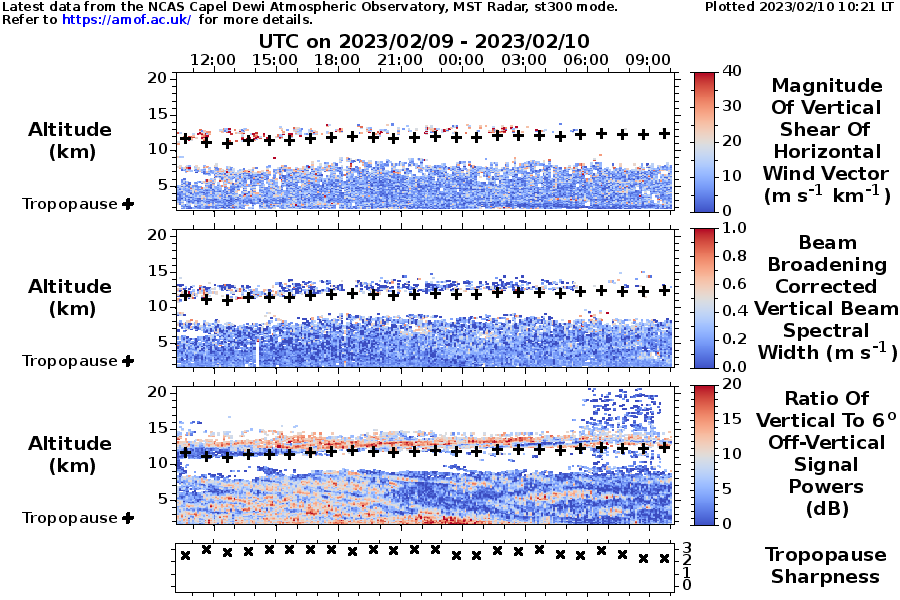 Latest data from the NCAS Capel Dewi Atmospheric Observatory, MST Radar, st300 mode.
Plotted 2023/02/10 10:21 LT
Refer to https://amof.ac.uk/ for more details.
UTC on 2023/02/09 - 2023/02/10
12:00 15:00 18:00 21:00 00:00 03:00 06:00 09:00
20
15
10
5
Altitude
(km)
Tropopause
40
30
20
10
0
Magnitude
Of Vertical
Shear Of
Horizontal
Wind Vector
(m s-1 km-1)
20
15
10
5
Altitude
(km)
Tropopause
1.0
0.8
0.6
0.4
0.2
0.0
Beam
Broadening
Corrected
Vertical Beam
Spectral
Width (m s-1)
20
15
10
5
Altitude
(km)
Tropopause
20
15
10
5
0
Ratio Of
Vertical To 6o
Off-Vertical
Signal
Powers
(dB)
3
2
1
0
Tropopause
Sharpness